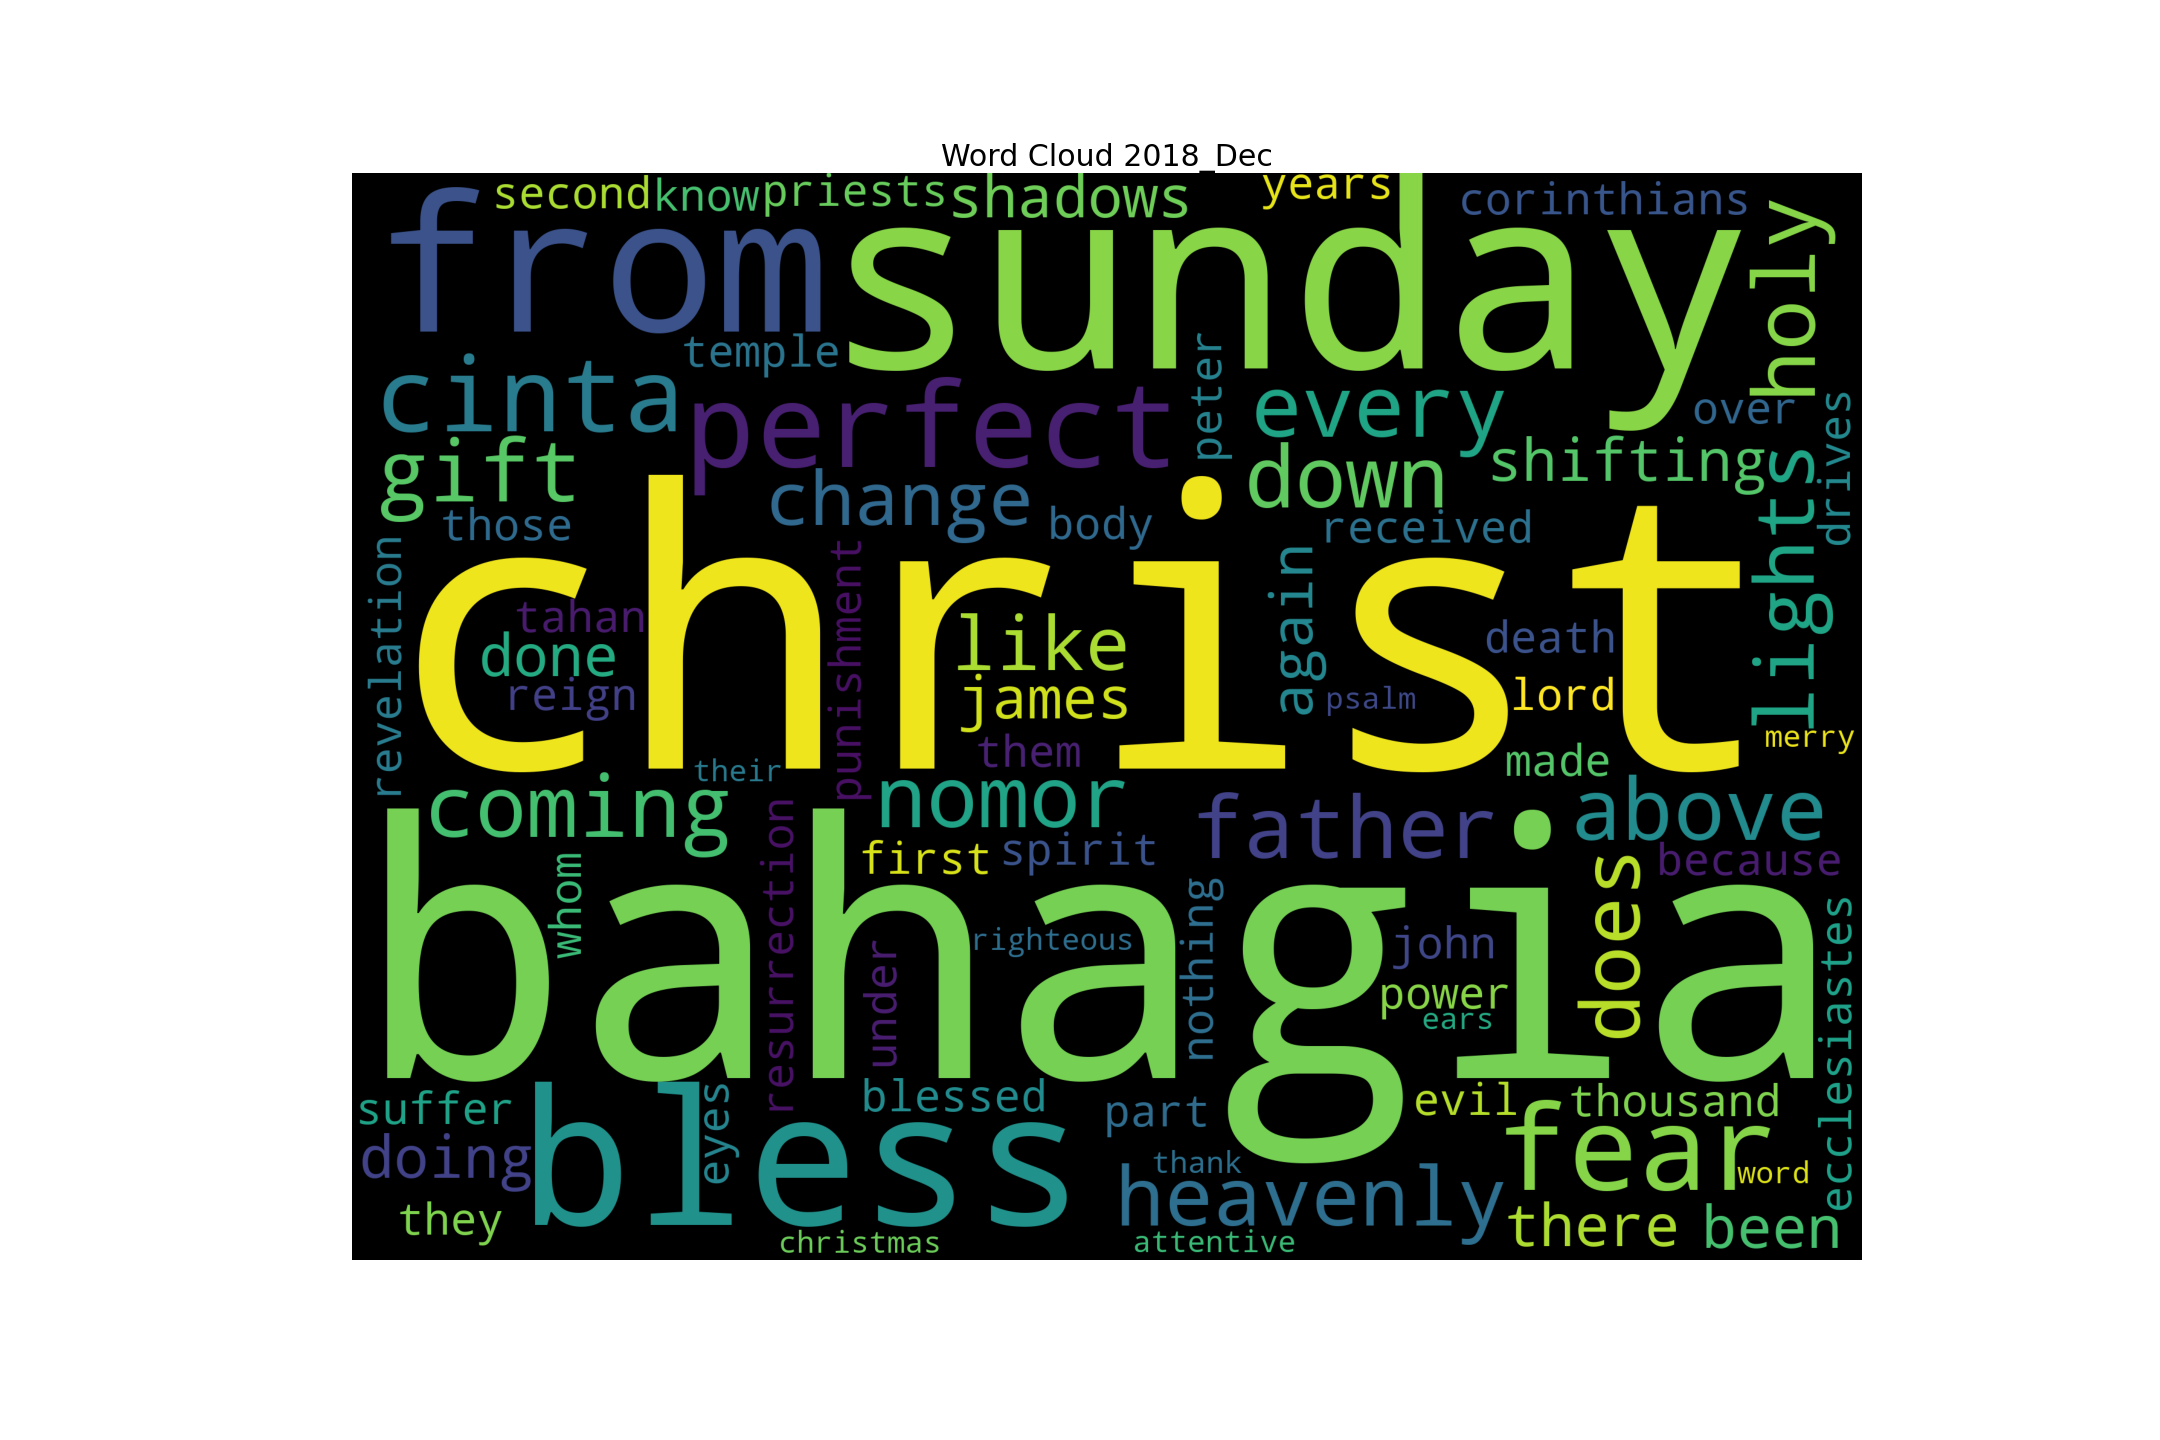 Word Cloud 2018_Dec
second know priests shadows years corinthians
from sunday holy
temple peter
cinta perfect every over drives
gift change down shifting lights
those body received
revelation christ again
tahan punishment like death
done james
reign psalm lord
them merry
their made
coming nomor father above
whom resurrection first spirit because
bahagia does ecclesiastes
under righteous nothing john
power
ears
suffer eyes blessed part evil thousand
doing bless fear
thank word
heavenly
they there been
christmas attentive